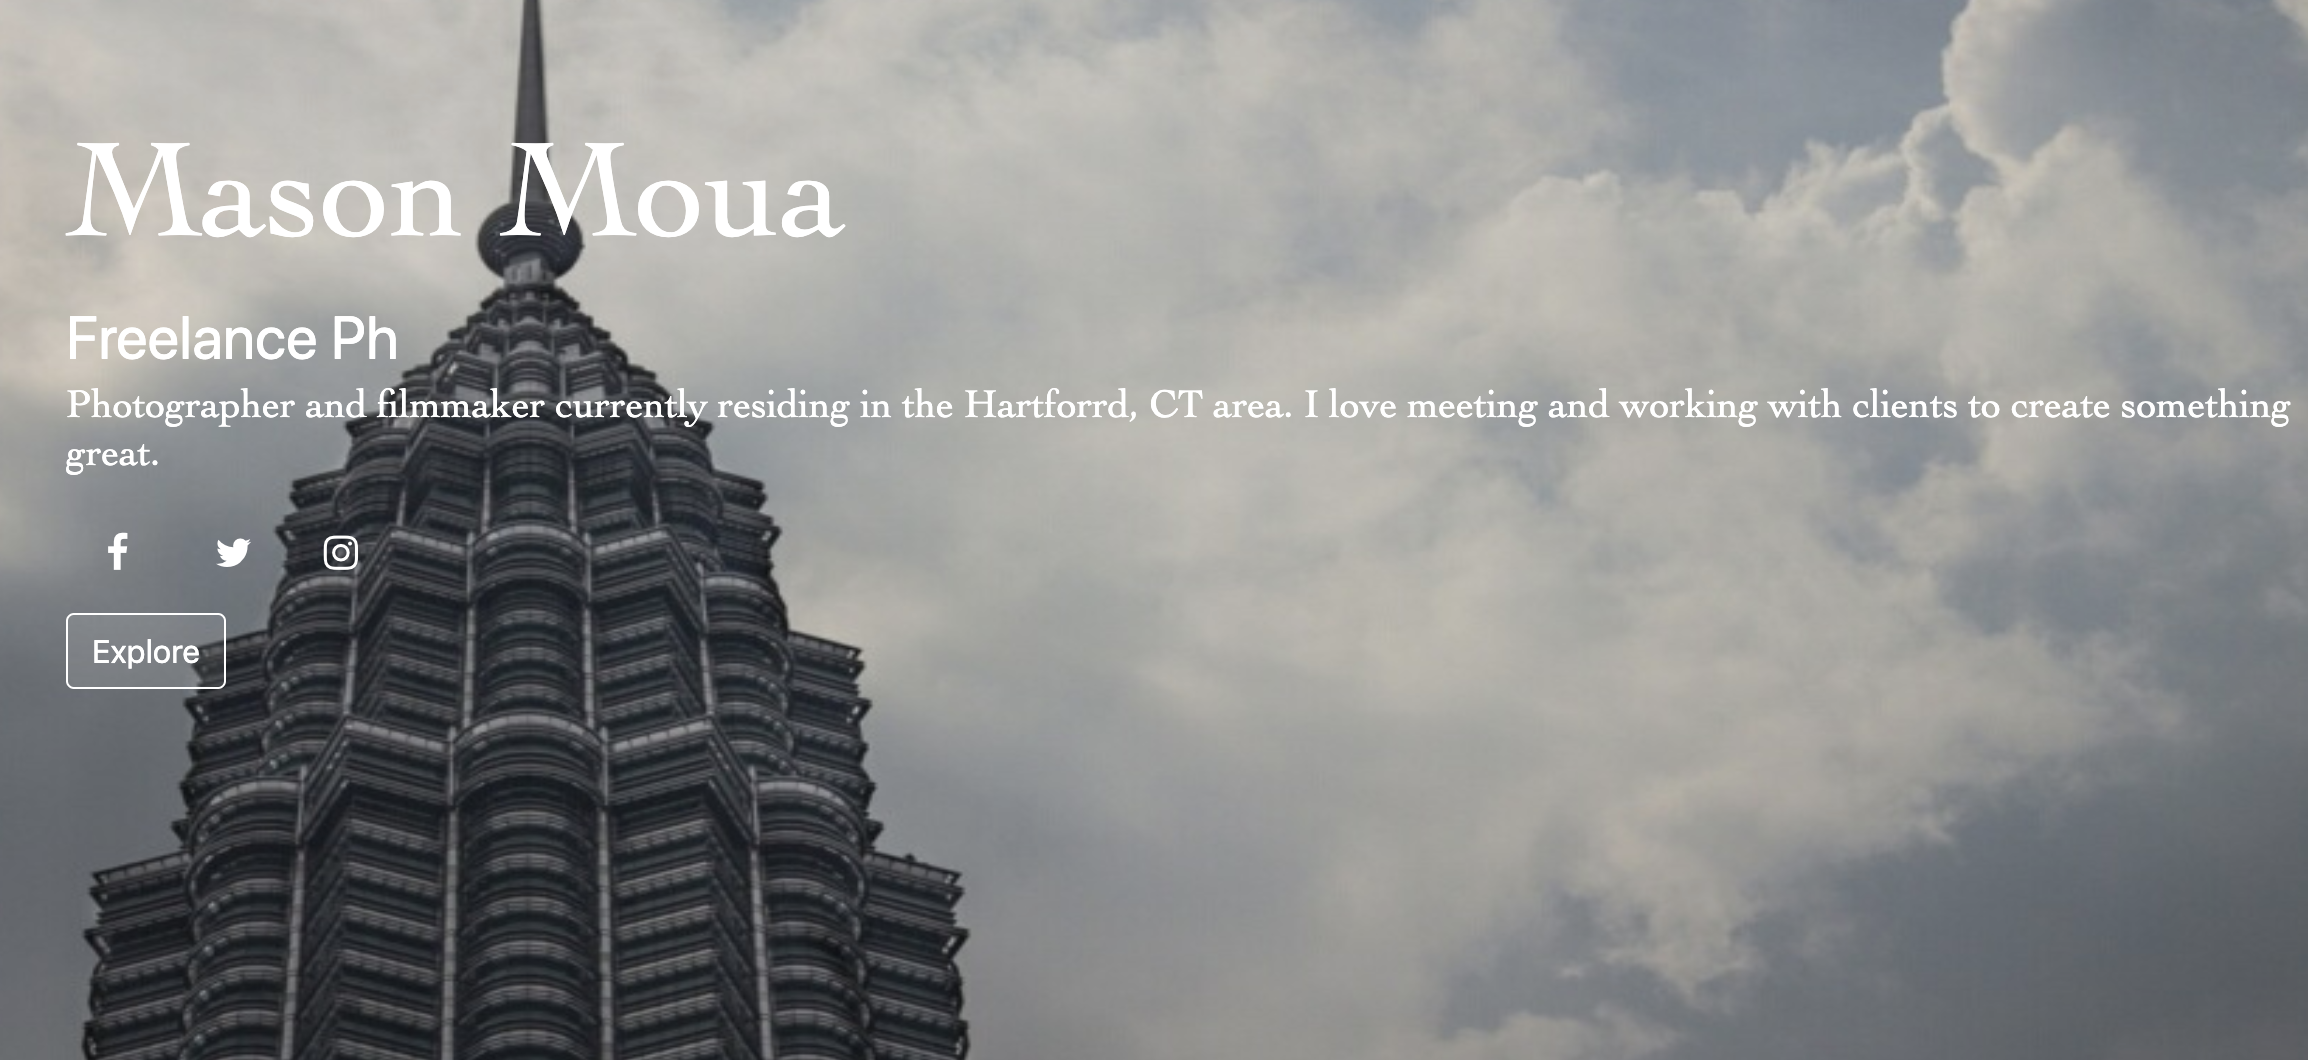 Mason Moua
Freelance Ph
Photographer and filmmaker currently residing in the Hartforrd, CT area. I love meeting and working with clients to create something
great.
Explore